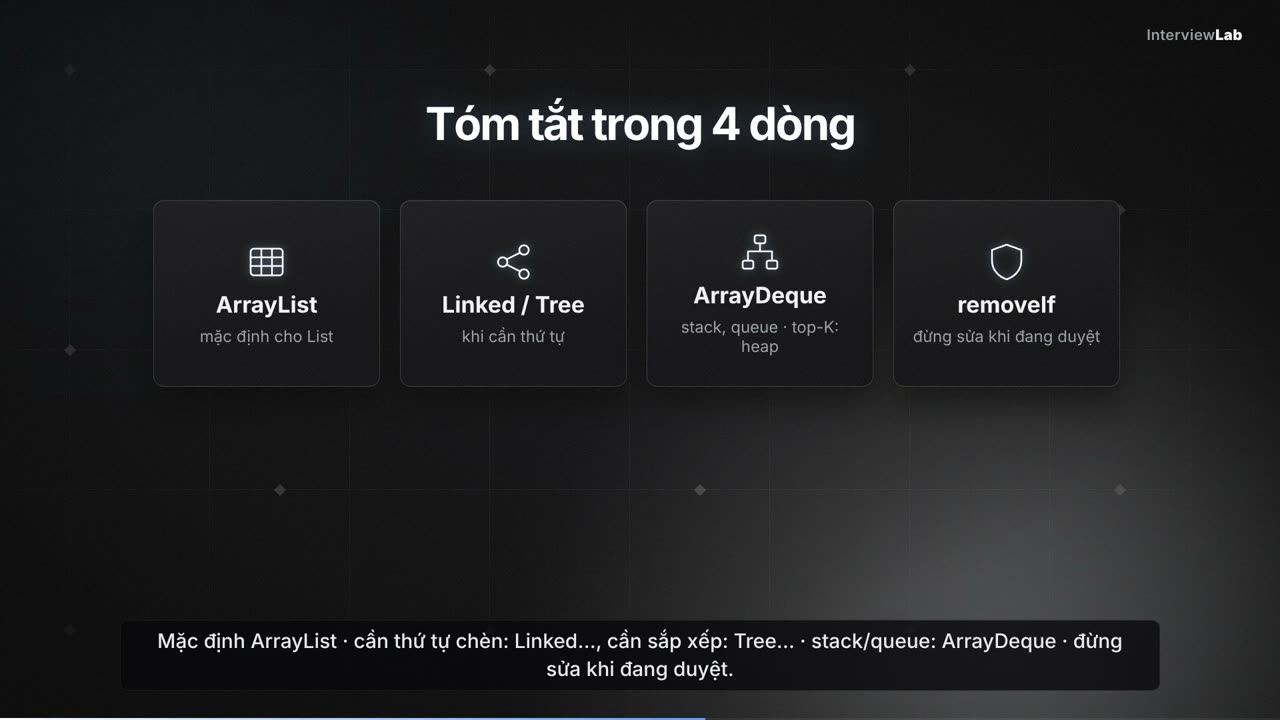 InterviewLab
Tóm tắt trong 4 dòng
ArrayList
mặc định cho List
Linked / Tree
khi cần thứ tự
ArrayDeque
stack, queue · top-K:
heap
removeIf
đừng sửa khi đang duyệt
Mặc định ArrayList · cần thứ tự chèn: Linked..., cần sắp xếp: Tree... · stack/queue: ArrayDeque · đừng
sửa khi đang duyệt.